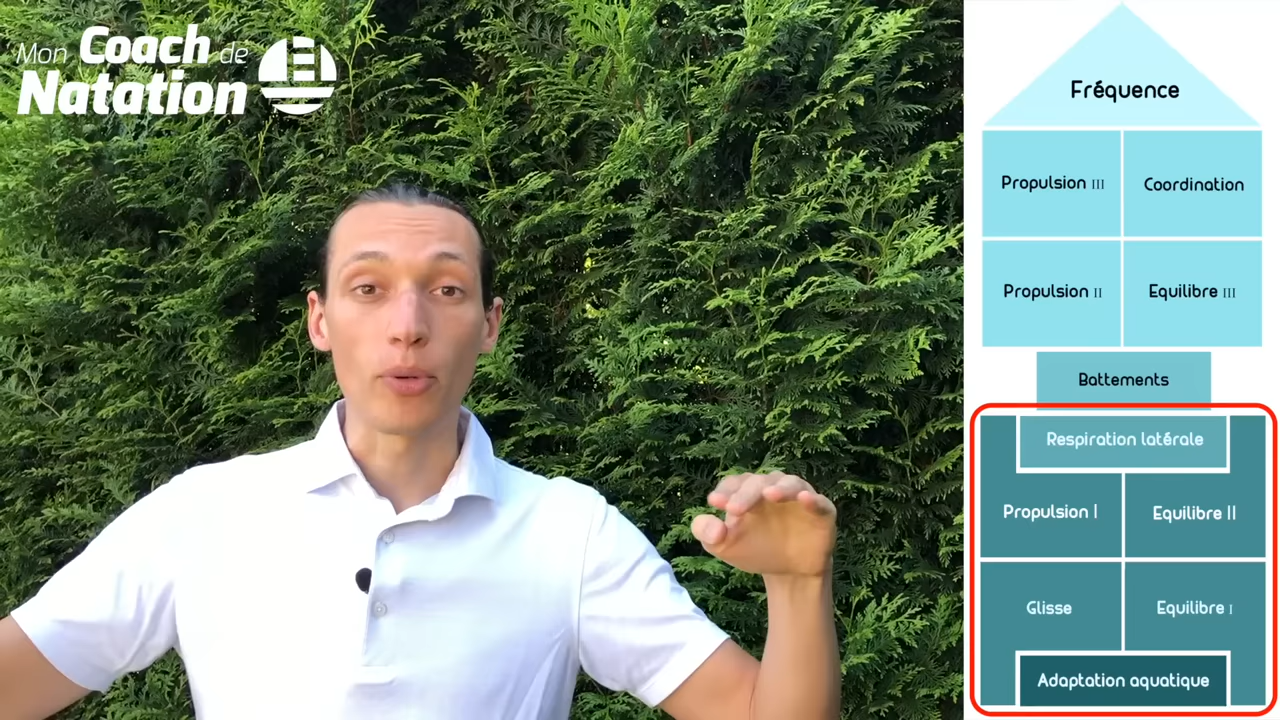 Mon Coach de
Natation
Fréquence
Propulsion III
Coordination
Propulsion II
Equilibre III
Battements
Respiration latérale
Propulsion I
Equilibre II
Glisse
Equilibre I
Adaptation aquatique